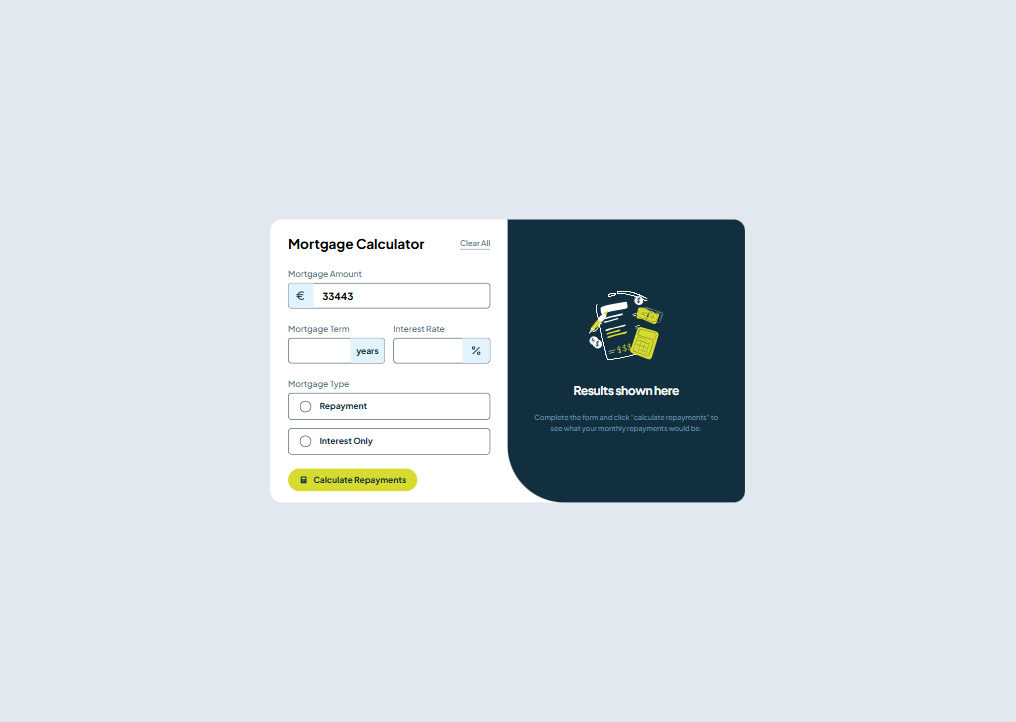 Mortgage Calculator
Clear All
Mortgage Amount
€ 33443
Mortgage Term
Interest Rate
years
%
Mortgage Type
Repayment
Interest Only
Calculate Repayments
Results shown here
Complete the form and click "calculate repayments" to
see what your monthly repayments would be.